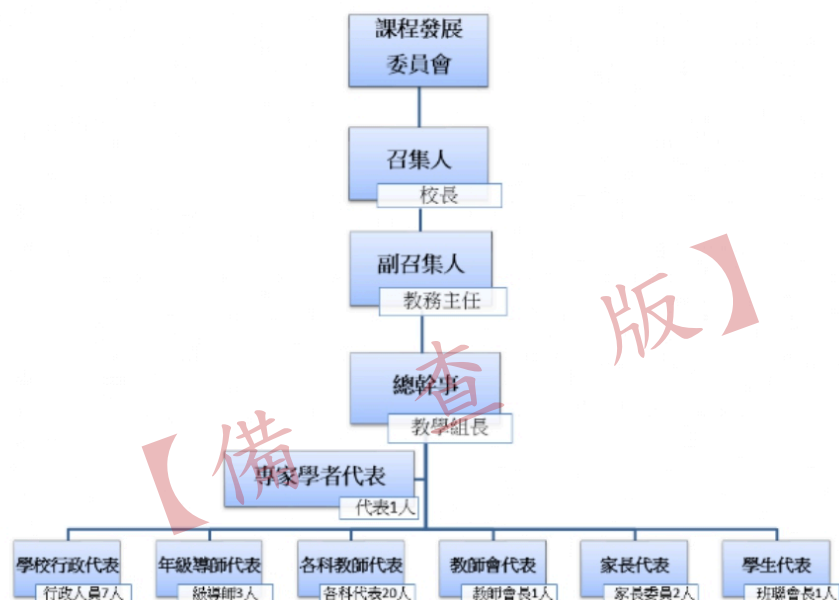 課程發展
委員會
召集人
校長
副召集人
教務主任
總幹事
教學組長
專家學者代表
代表1人
學校行政代表
行政人員7人
年級導師代表
級導師3人
各科教師代表
各科代表20人
教師會代表
教師會長1人
家長代表
家長委員2人
學生代表
班聯會長1人
【備查版】